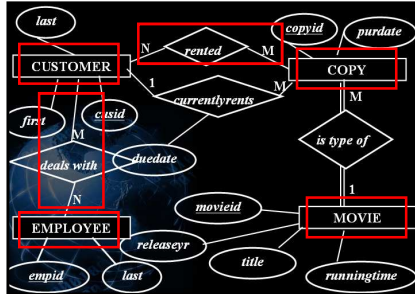 last
N
rented
M
copyid
purdate
CUSTOMER
COPY
1
currentlyrents
M
M
first
cusid
M
is type of
deals with
duedate
N
movieid
1
EMPLOYEE
MOVIE
releaseyr
title
empid
last
runningtime